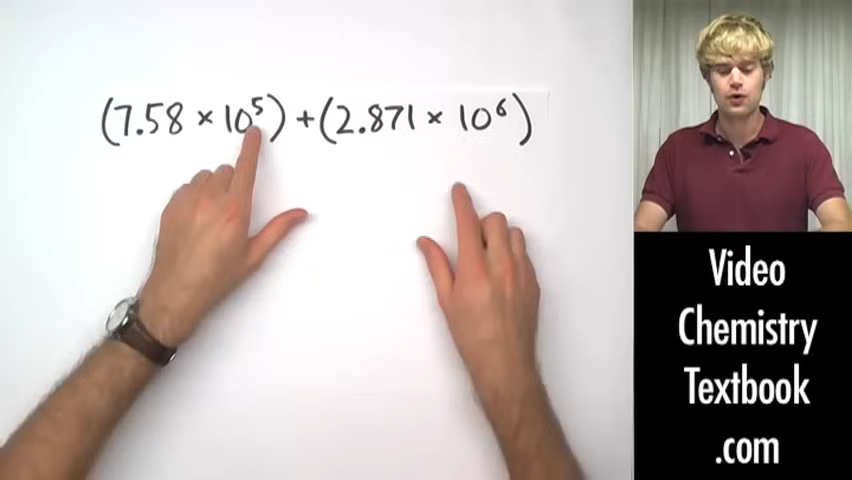 (7.58 × 10⁵) + (2.871 × 10⁶)
Video
Chemistry
Textbook
.com